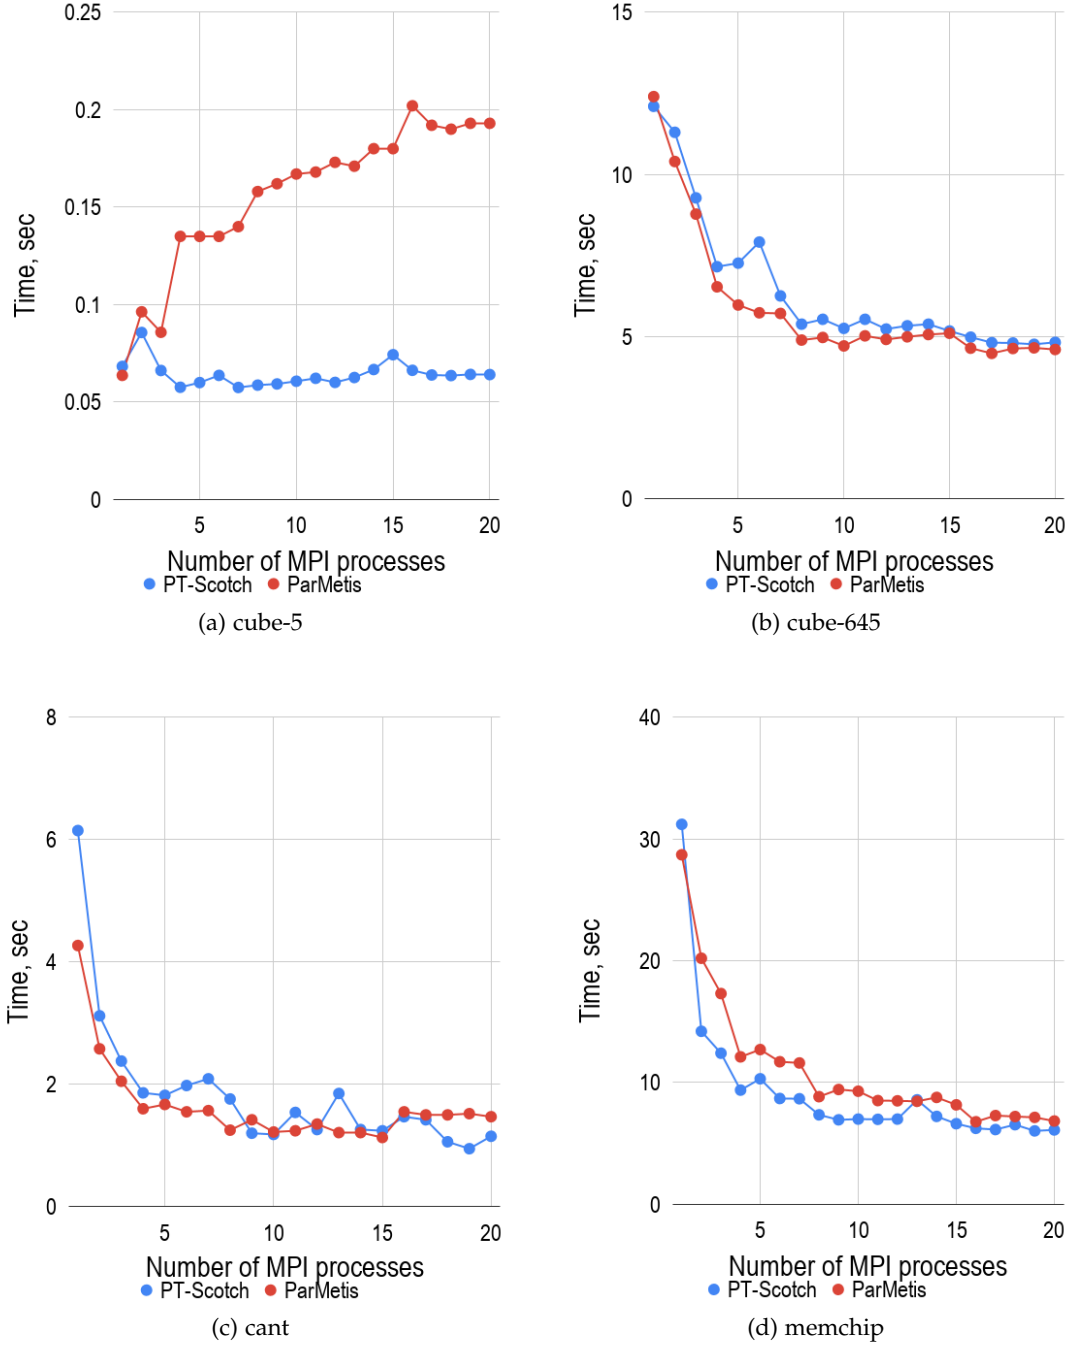 0.25
0.2
0.15
0.1
0.05
0
Time, sec
5 10 15 20
Number of MPI processes
PT-Scotch ParMetis
(a) cube-5
15
10
5
0
Time, sec
5 10 15 20
Number of MPI processes
PT-Scotch ParMetis
(b) cube-645
8
6
4
2
0
Time, sec
5 10 15 20
Number of MPI processes
PT-Scotch ParMetis
(c) cant
40
30
20
10
0
Time, sec
5 10 15 20
Number of MPI processes
PT-Scotch ParMetis
(d) memchip